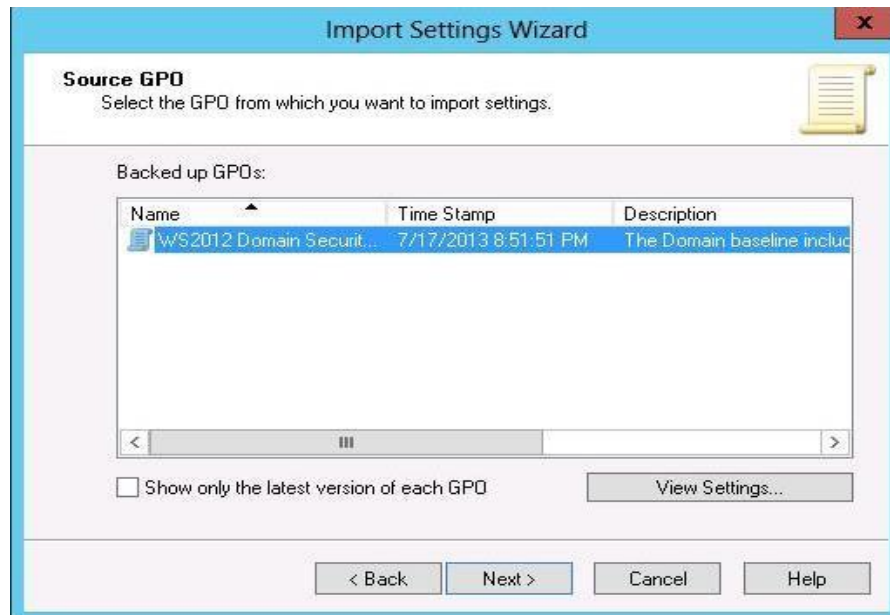 Import Settings Wizard
x
Source GPO
Select the GPO from which you want to import settings.
Backed up GPOs:
Name Time Stamp Description
WS2012 Domain Securit... 7/17/2013 8:51:51 PM The Domain baseline includ
Show only the latest version of each GPO View Settings...
< Back Next > Cancel Help